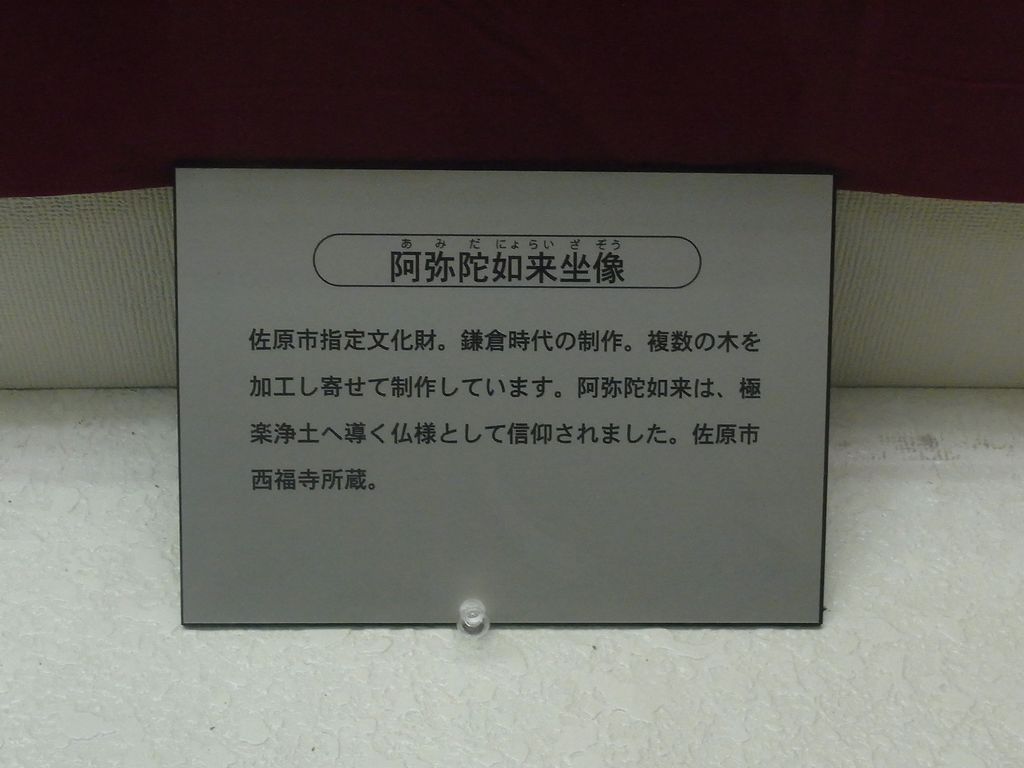 あみだにょらいざぞう
阿弥陀如来坐像
佐原市指定文化財。鎌倉時代の制作。複数の木を
加工し寄せて制作しています。阿弥陀如来は、極
楽浄土へ導く仏様として信仰されました。佐原市
西福寺所蔵。